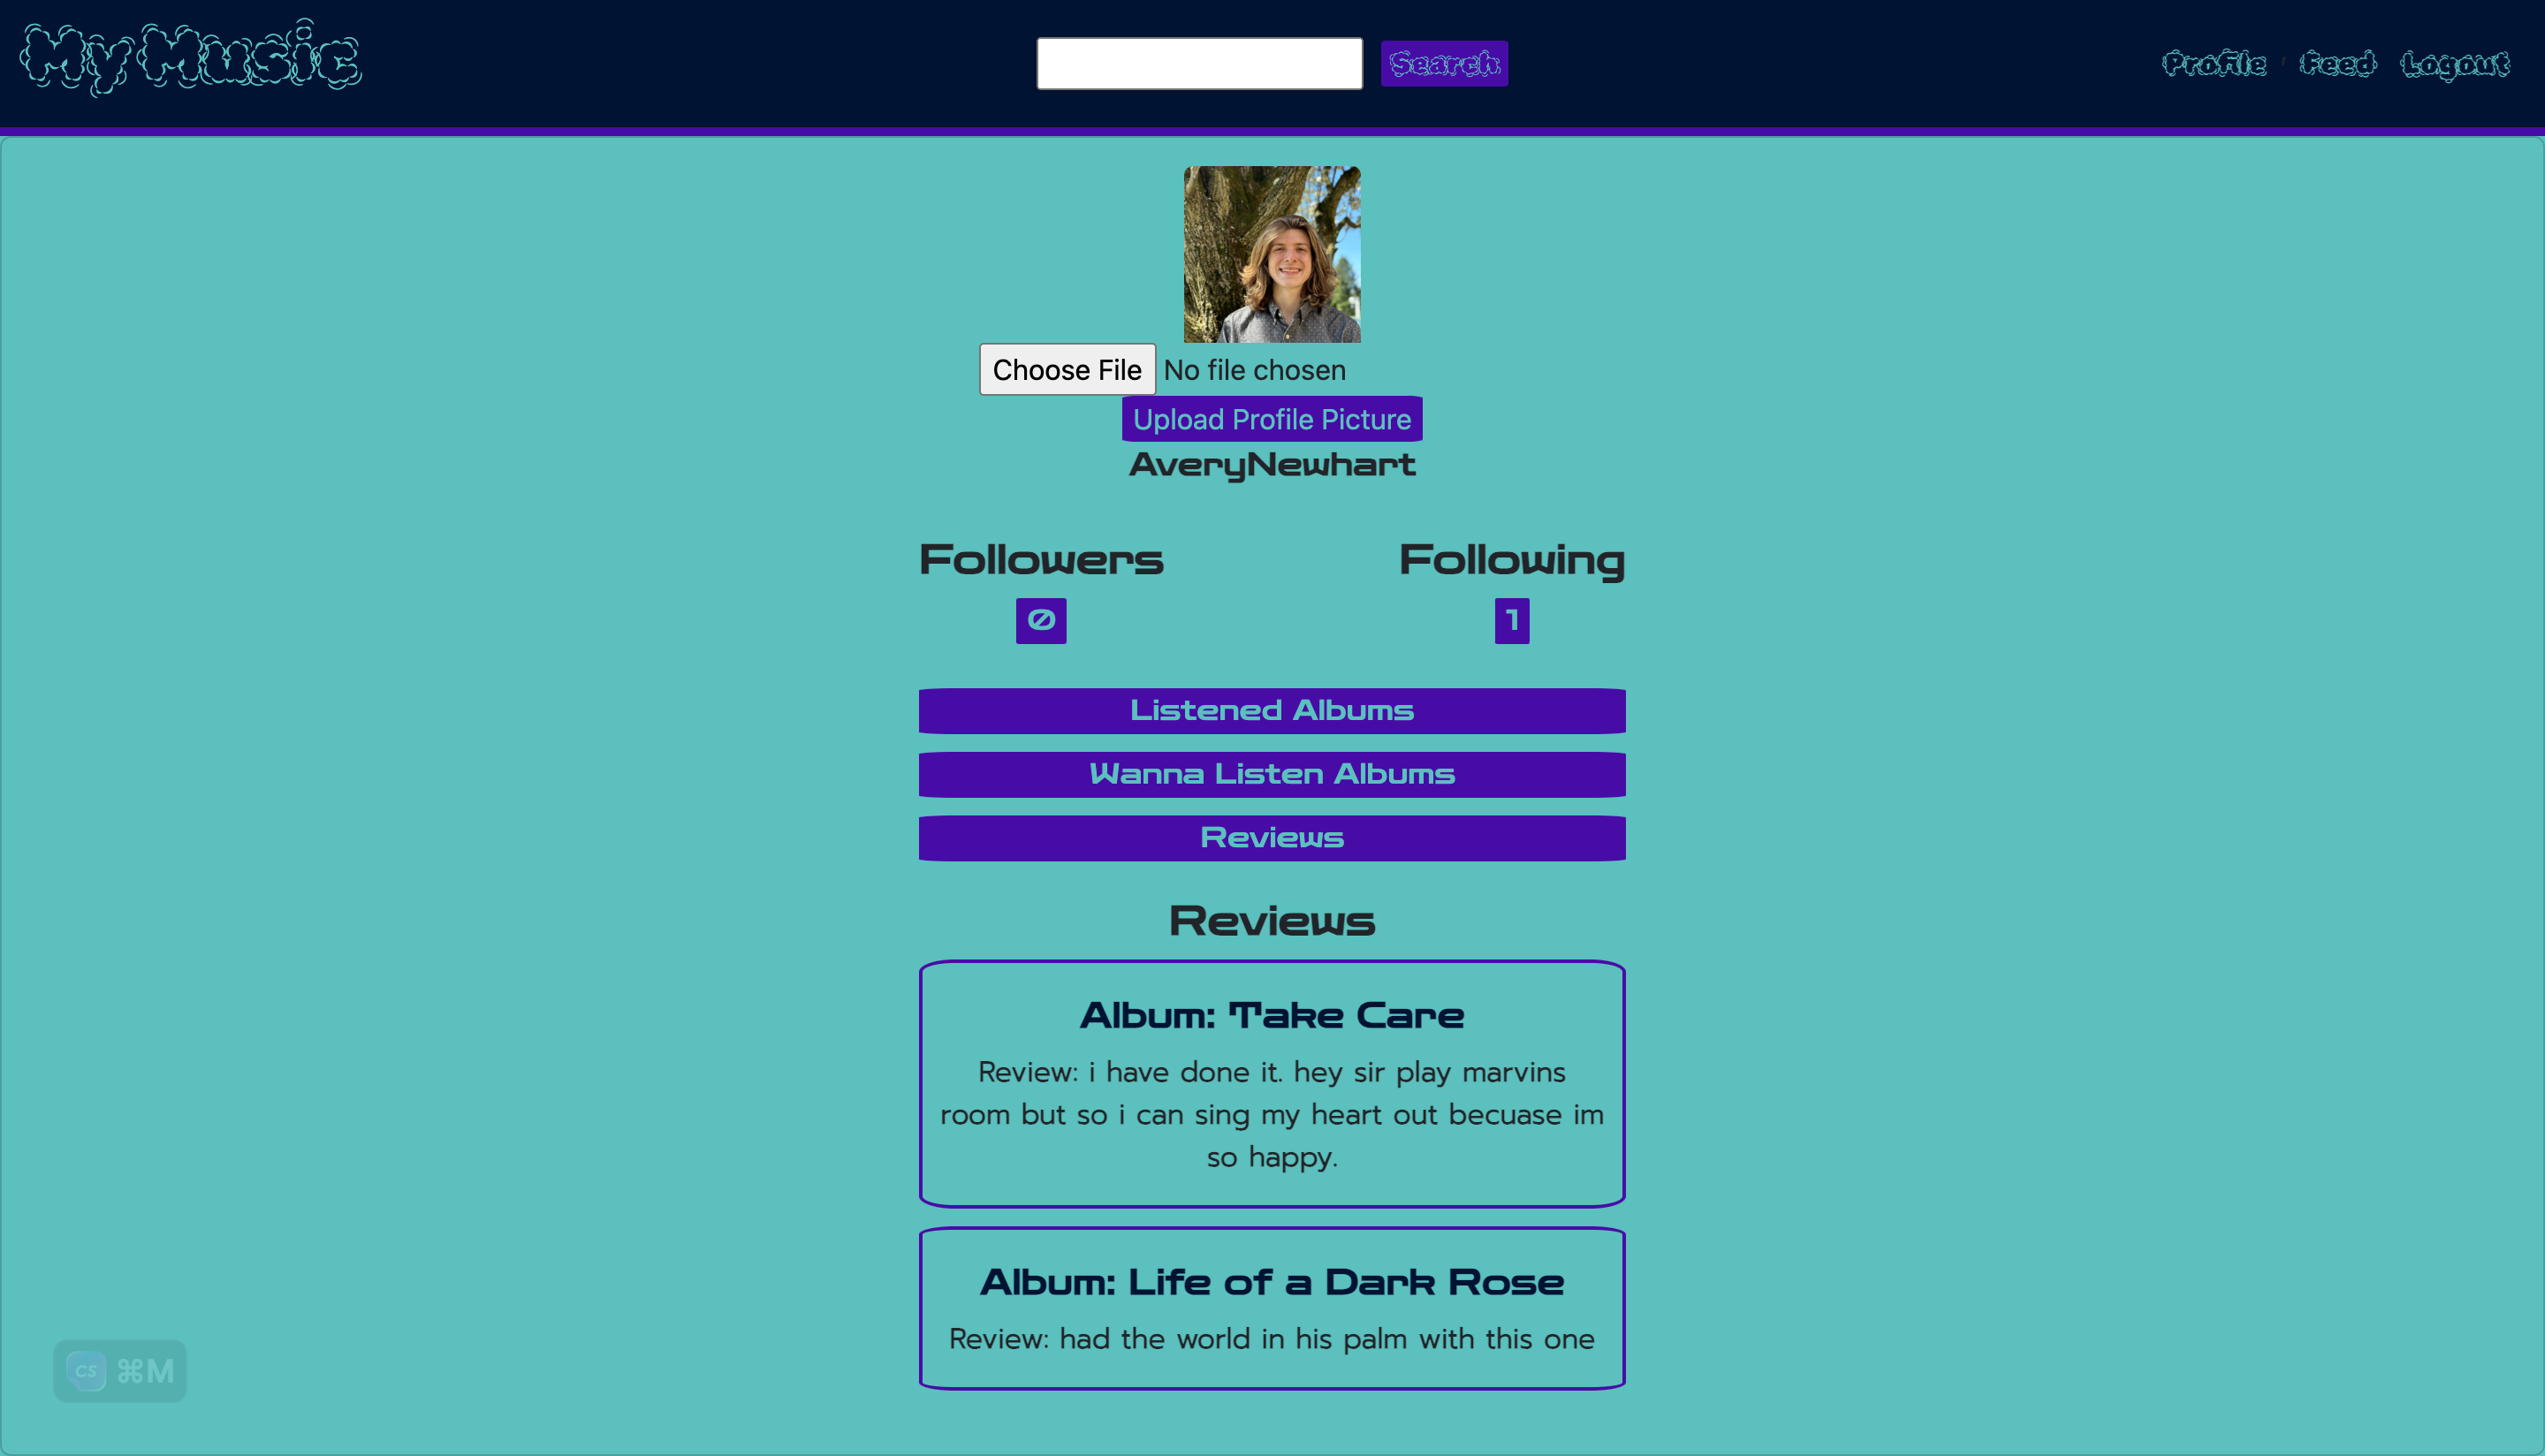 My Music
Search
Profile
Feed
Logout
Choose File No file chosen
Upload Profile Picture
AveryNewhart
Followers
Following
0
1
Listened Albums
Wanna Listen Albums
Reviews
Reviews
Album: Take Care
Review: i have done it. hey sir play marvins
room but so i can sing my heart out becuase im
so happy.
Album: Life of a Dark Rose
Review: had the world in his palm with this one
CS ⌘M